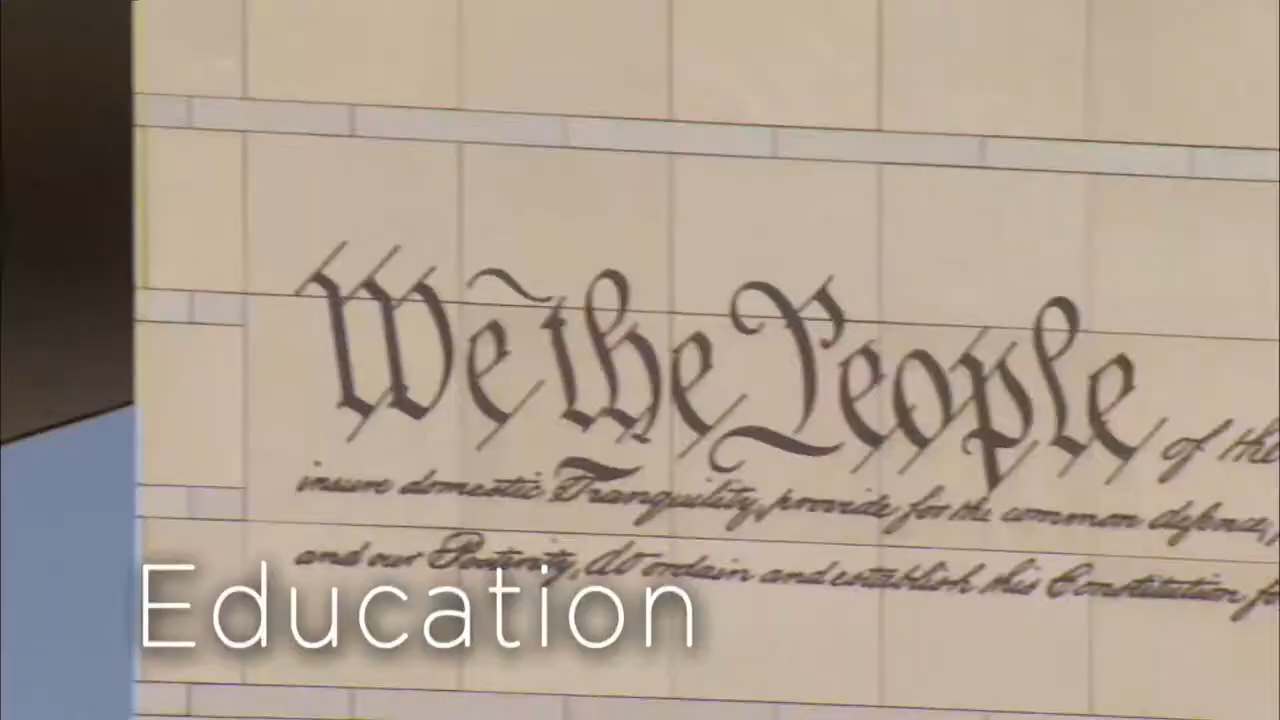 We the People of the
insure domestic Tranquility, provide for the common defence,
and our Posterity, do ordain and establish this Constitution fo
Education